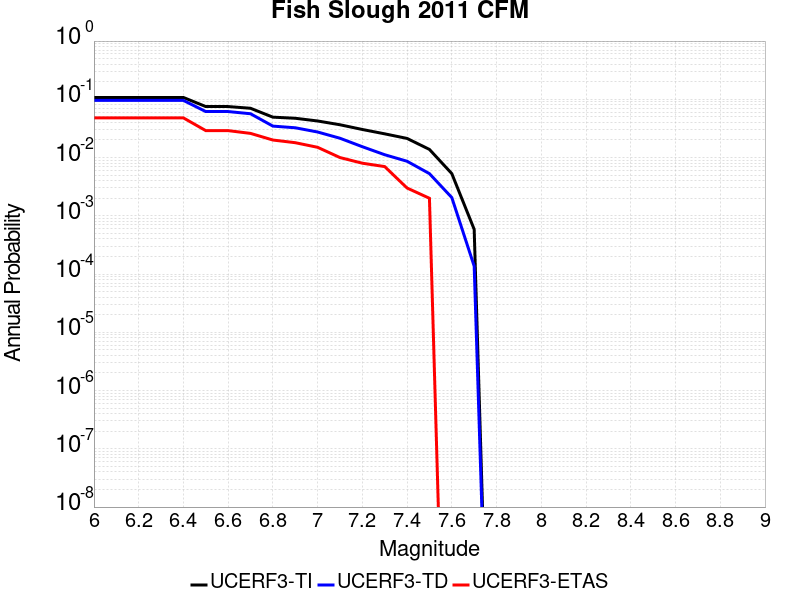 Fish Slough 2011 CFM
10^0
10^-1
10^-2
10^-3
10^-4
10^-5
10^-6
10^-7
10^-8
Annual Probability
6 6.2 6.4 6.6 6.8 7 7.2 7.4 7.6 7.8 8 8.2 8.4 8.6 8.8 9
Magnitude
UCERF3-TI UCERF3-TD UCERF3-ETAS